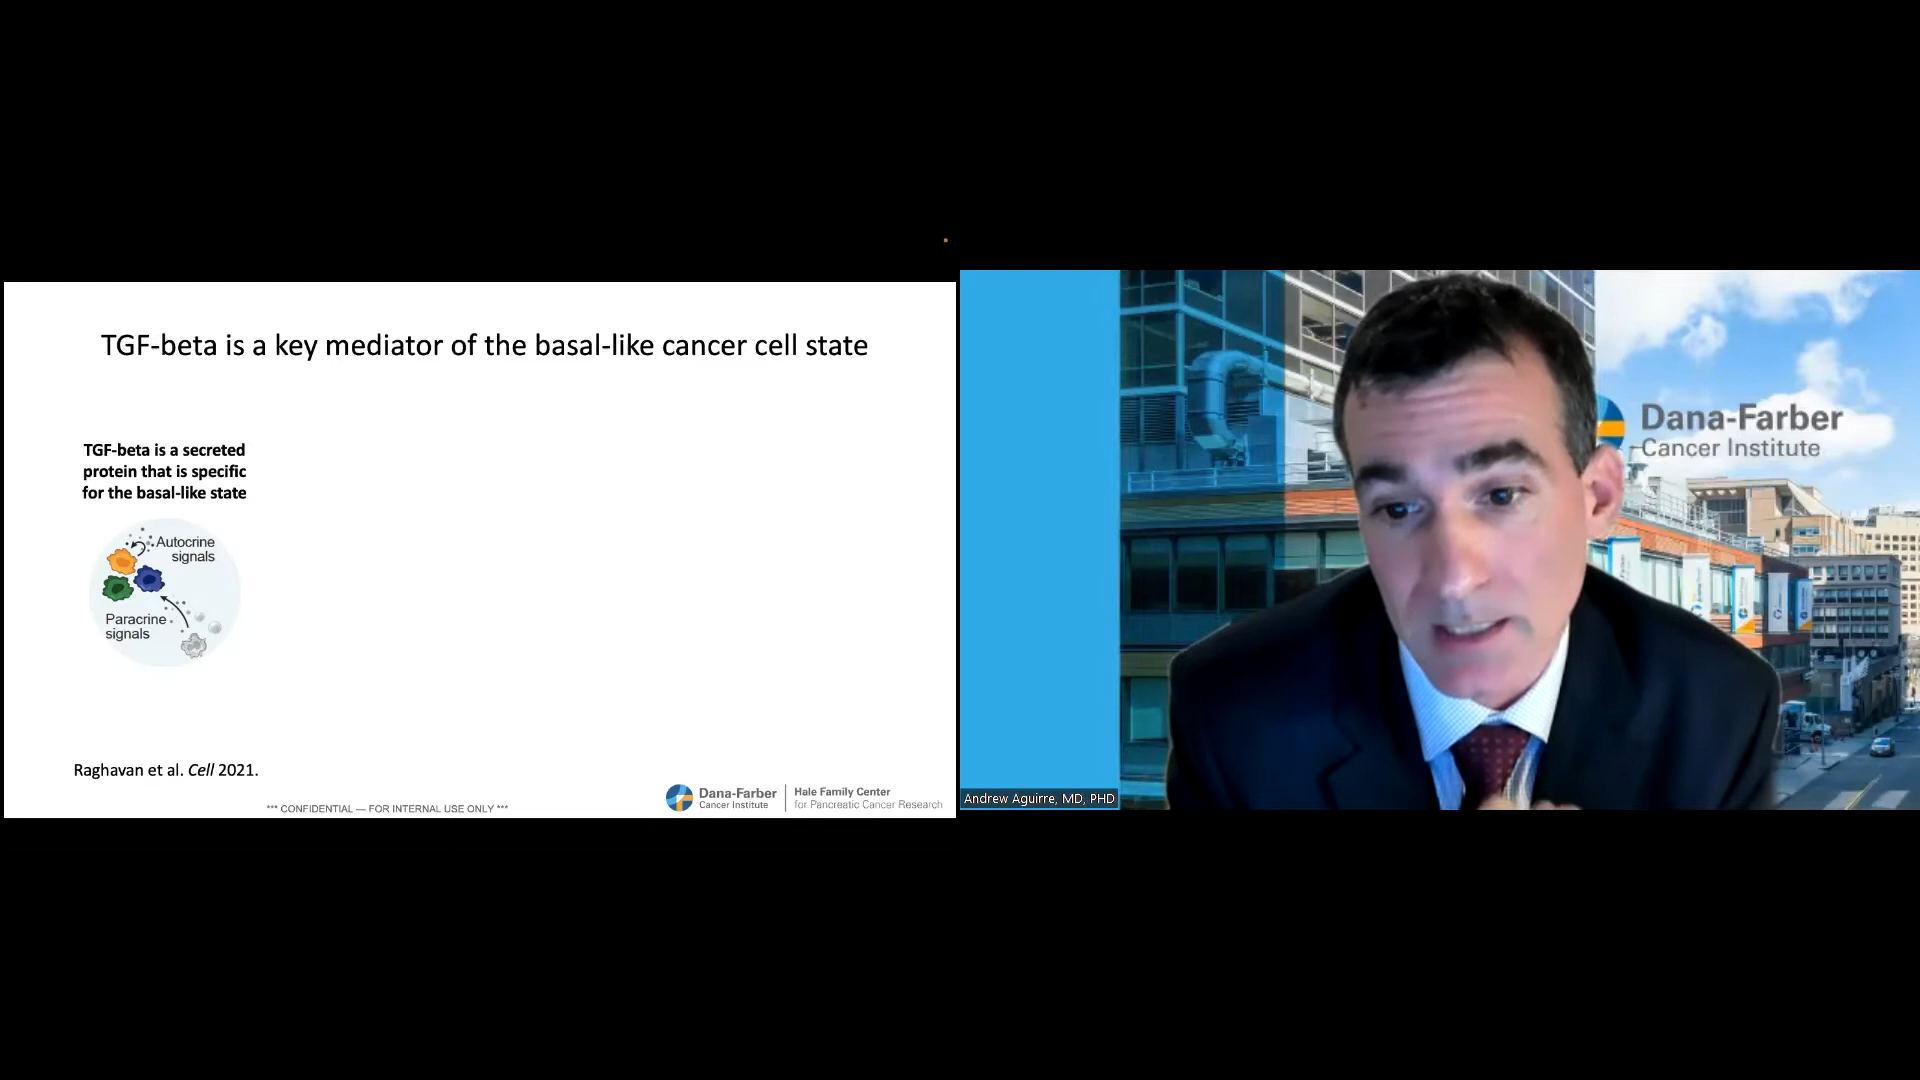 TGF-beta is a key mediator of the basal-like cancer cell state
TGF-beta is a secreted
protein that is specific
for the basal-like state
Autocrine
signals
Paracrine
signals
Raghavan et al. Cell 2021.
*** CONFIDENTIAL — FOR INTERNAL USE ONLY ***
Dana-Farber
Cancer Institute
Hale Family Center
for Pancreatic Cancer Research
Dana-Farber
Cancer Institute
Andrew Aguirre, MD, PHD